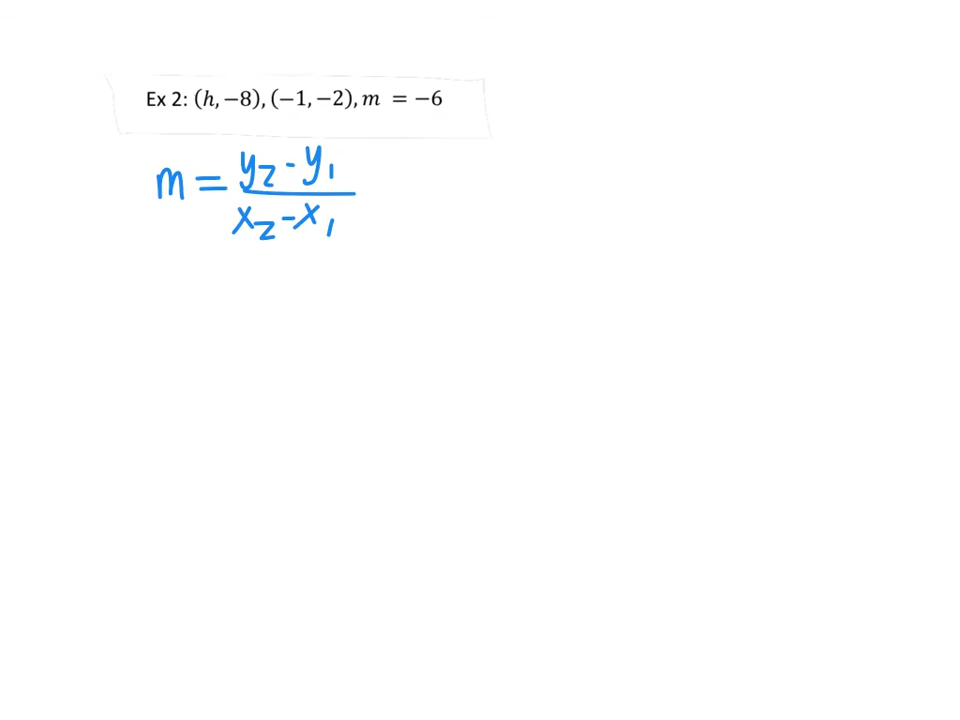 Ex 2: (h, −8), (−1, −2), m = −6
m = y₂ - y₁
x₂ - x₁